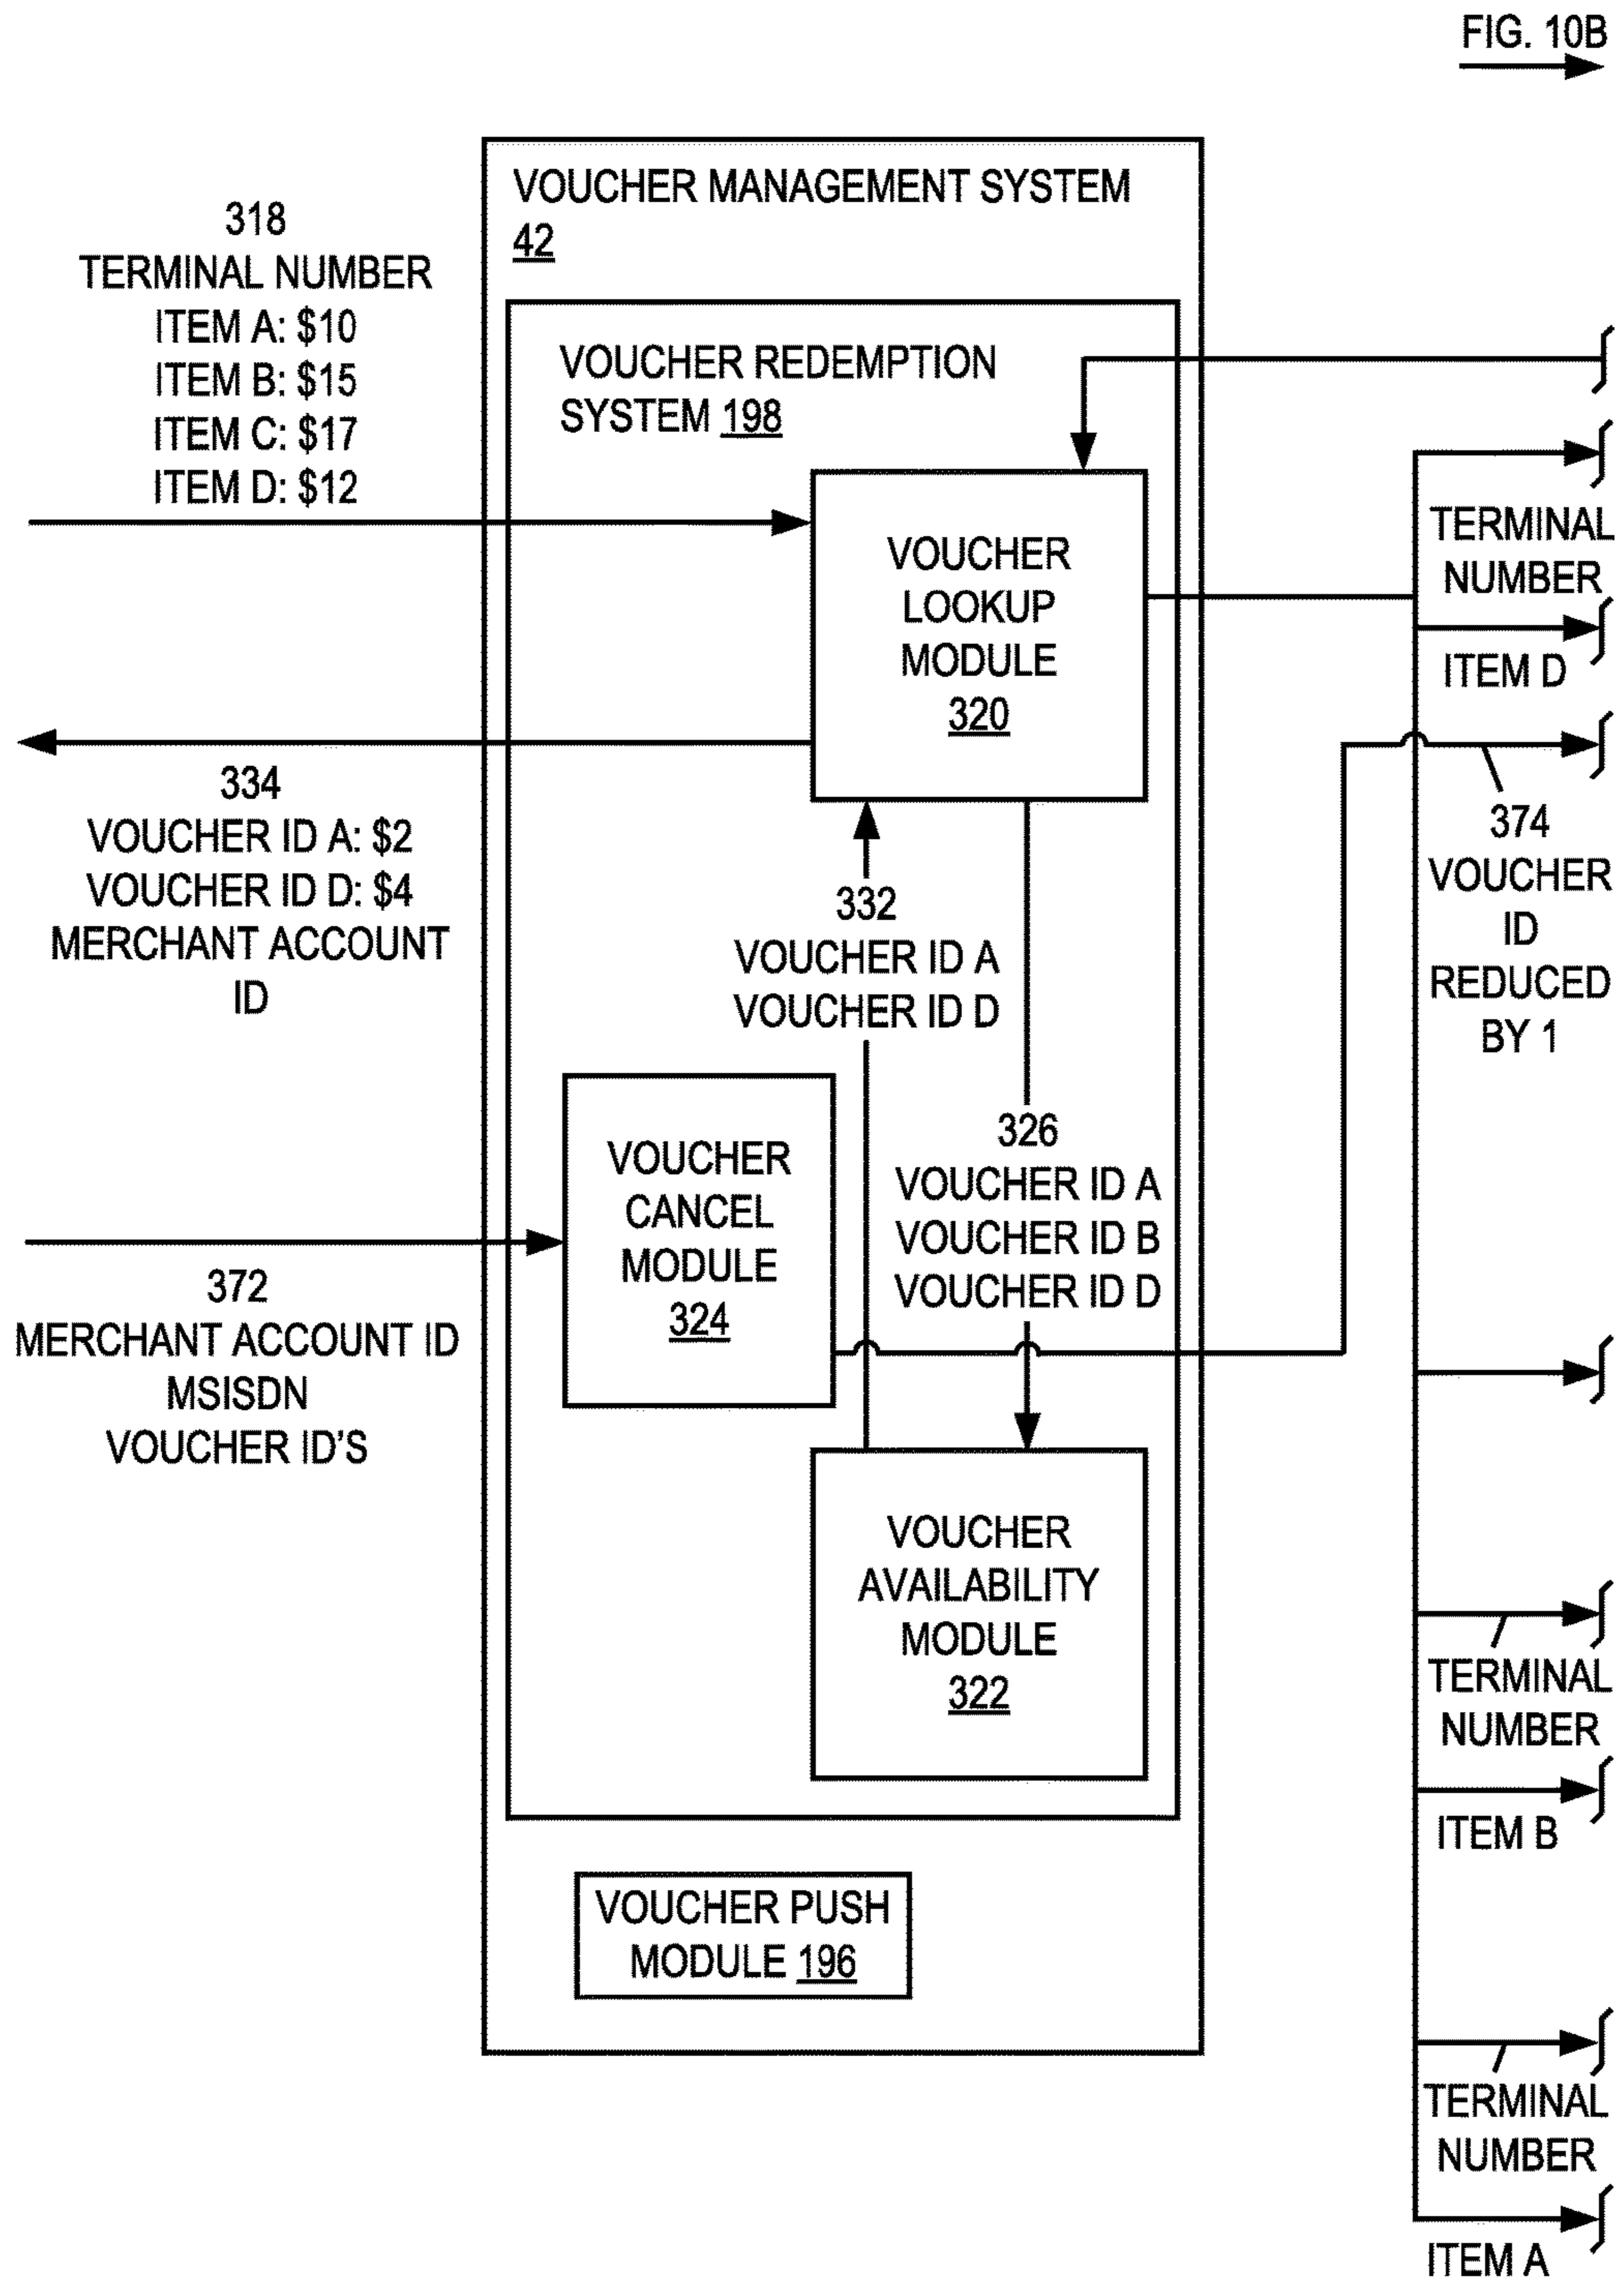 FIG. 10B
VOUCHER MANAGEMENT SYSTEM
42
318
TERMINAL NUMBER
ITEM A: $10
ITEM B: $15
ITEM C: $17
ITEM D: $12
VOUCHER REDEMPTION
SYSTEM 198
VOUCHER
LOOKUP
MODULE
320
TERMINAL
NUMBER
ITEM D
334
VOUCHER ID A: $2
VOUCHER ID D: $4
MERCHANT ACCOUNT
ID
332
VOUCHER ID A
VOUCHER ID D
374
VOUCHER
ID
REDUCED
BY 1
326
VOUCHER ID A
VOUCHER ID B
VOUCHER ID D
VOUCHER
CANCEL
MODULE
324
372
MERCHANT ACCOUNT ID
MSISDN
VOUCHER ID'S
VOUCHER
AVAILABILITY
MODULE
322
TERMINAL
NUMBER
ITEM B
VOUCHER PUSH
MODULE 196
TERMINAL
NUMBER
ITEM A